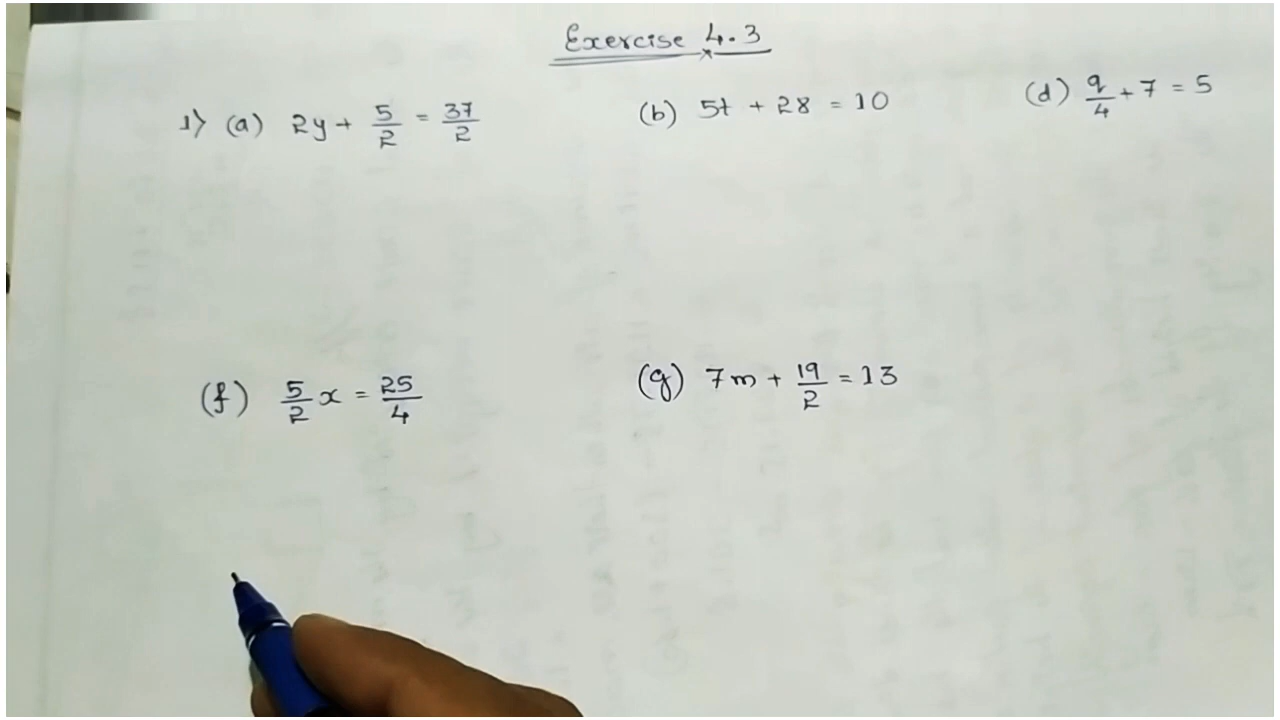 Exercise 4.3
1) (a) 2y + 5/2 = 37/2 (b) 5t + 28 = 10 (d) q/4 + 7 = 5
(f) 5/2 x = 25/4 (g) 7m + 19/2 = 13